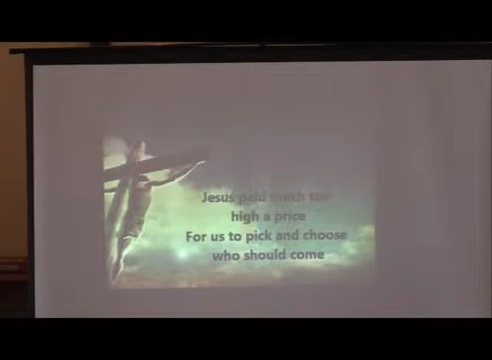 Jesus paid much too
high a price
For us to pick and choose
who should come